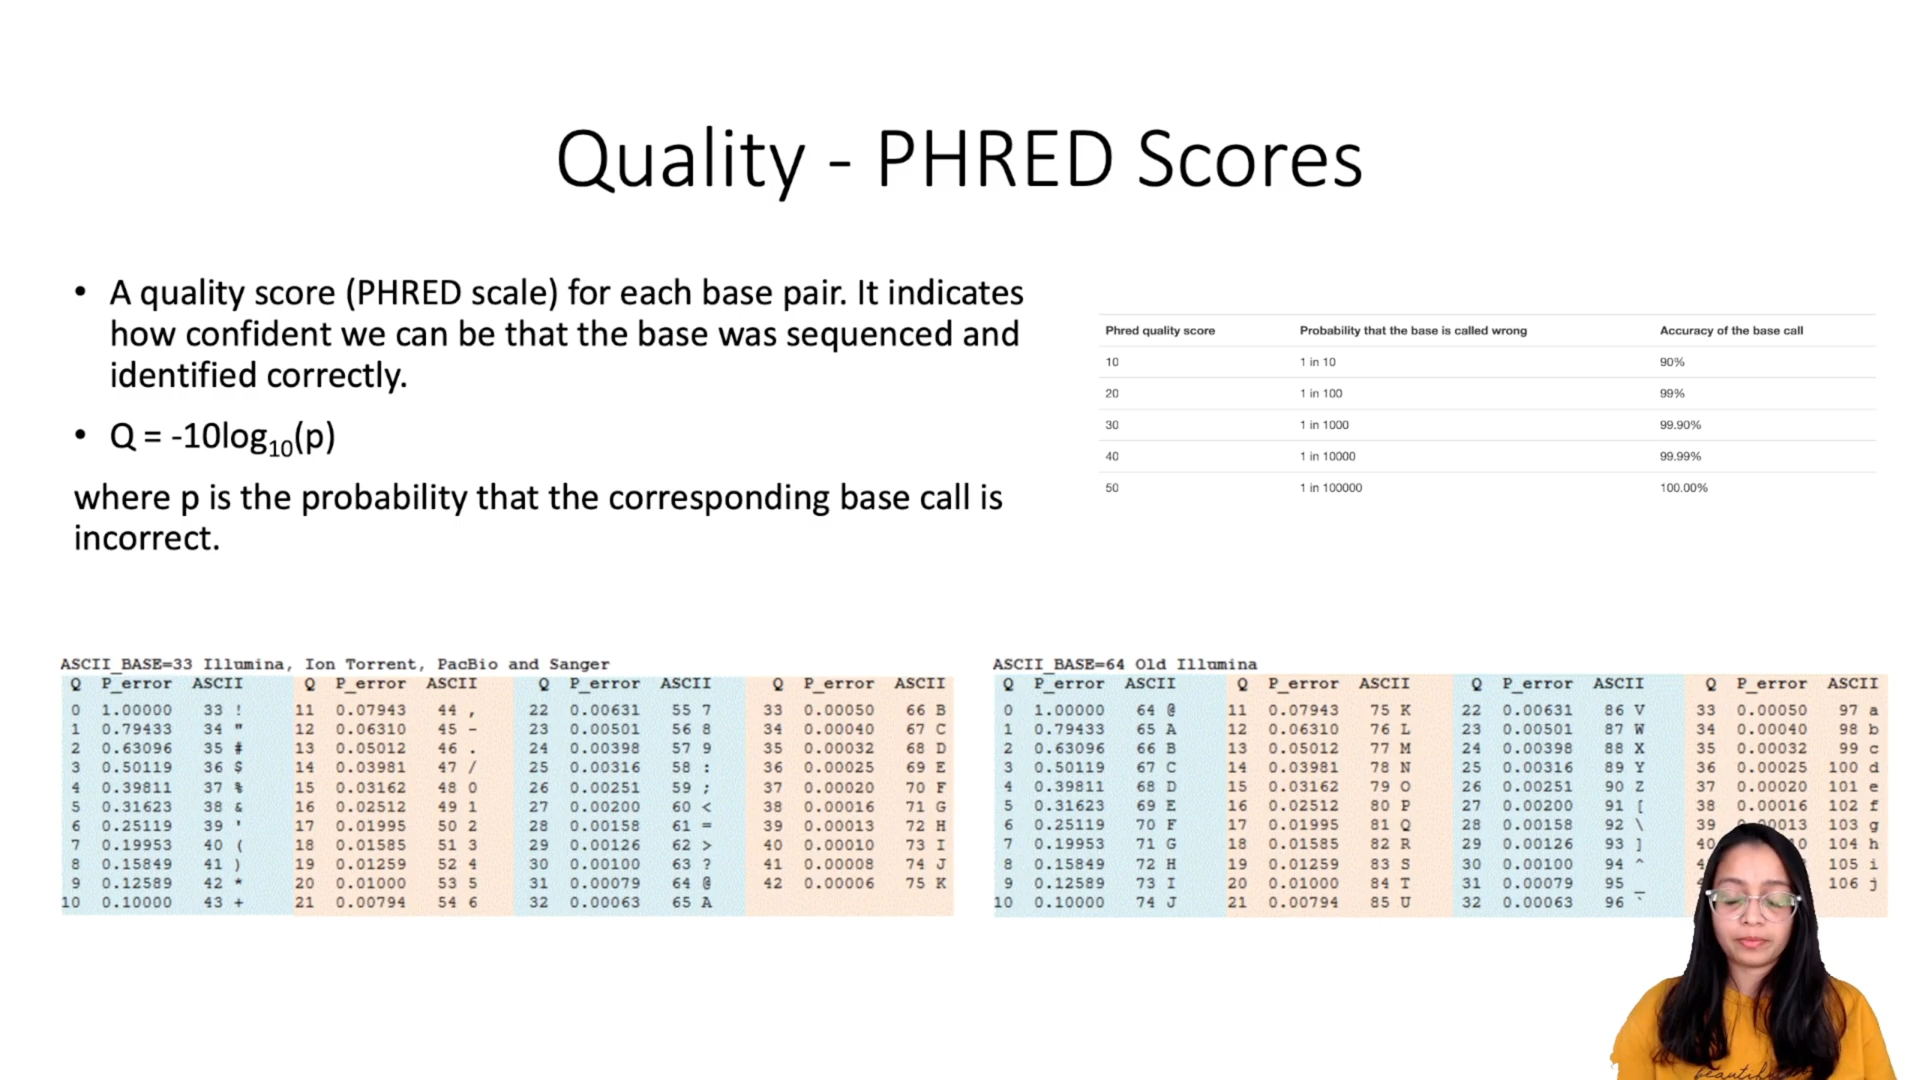 Quality - PHRED Scores
• A quality score (PHRED scale) for each base pair. It indicates
how confident we can be that the base was sequenced and
identified correctly.
• Q = -10log10(p)
where p is the probability that the corresponding base call is
incorrect.
Phred quality score Probability that the base is called wrong Accuracy of the base call
10 1 in 10 90%
20 1 in 100 99%
30 1 in 1000 99.90%
40 1 in 10000 99.99%
50 1 in 100000 100.00%
ASCII_BASE=33 Illumina, Ion Torrent, PacBio and Sanger
Q P_error ASCII Q P_error ASCII Q P_error ASCII Q P_error ASCII
0 1.00000 33 ! 11 0.07943 44 , 22 0.00631 55 7 33 0.00050 66 B
1 0.79433 34 " 12 0.06310 45 - 23 0.00501 56 8 34 0.00040 67 C
2 0.63096 35 # 13 0.05012 46 . 24 0.00398 57 9 35 0.00032 68 D
3 0.50119 36 $ 14 0.03981 47 / 25 0.00316 58 : 36 0.00025 69 E
4 0.39811 37 % 15 0.03162 48 0 26 0.00251 59 ; 37 0.00020 70 F
5 0.31623 38 & 16 0.02512 49 1 27 0.00200 60 < 38 0.00016 71 G
6 0.25119 39 ' 17 0.01995 50 2 28 0.00158 61 = 39 0.00013 72 H
7 0.19953 40 ( 18 0.01585 51 3 29 0.00126 62 > 40 0.00010 73 I
8 0.15849 41 ) 19 0.01259 52 4 30 0.00100 63 ? 41 0.00008 74 J
9 0.12589 42 * 20 0.01000 53 5 31 0.00079 64 @ 42 0.00006 75 K
10 0.10000 43 + 21 0.00794 54 6 32 0.00063 65 A
ASCII_BASE=64 Old Illumina
Q P_error ASCII Q P_error ASCII Q P_error ASCII Q P_error ASCII
0 1.00000 64 @ 11 0.07943 75 K 22 0.00631 86 V 33 0.00050 97 a
1 0.79433 65 A 12 0.06310 76 L 23 0.00501 87 W 34 0.00040 98 b
2 0.63096 66 B 13 0.05012 77 M 24 0.00398 88 X 35 0.00032 99 c
3 0.50119 67 C 14 0.03981 78 N 25 0.00316 89 Y 36 0.00025 100 d
4 0.39811 68 D 15 0.03162 79 O 26 0.00251 90 Z 37 0.00020 101 e
5 0.31623 69 E 16 0.02512 80 P 27 0.00200 91 [ 38 0.00016 102 f
6 0.25119 70 F 17 0.01995 81 Q 28 0.00158 92 \ 39 0.00013 103 g
7 0.19953 71 G 18 0.01585 82 R 29 0.00126 93 ] 40 104 h
8 0.15849 72 H 19 0.01259 83 S 30 0.00100 94 ^ 105 i
9 0.12589 73 I 20 0.01000 84 T 31 0.00079 95 _ 106 j
10 0.10000 74 J 21 0.00794 85 U 32 0.00063 96 `